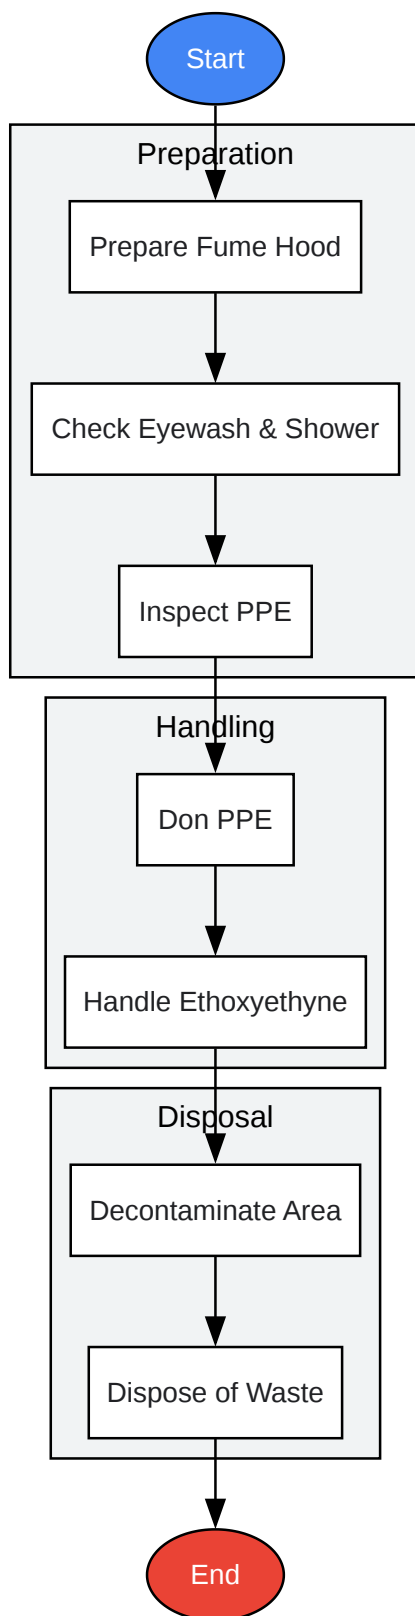 Start
Preparation
Prepare Fume Hood
Check Eyewash & Shower
Inspect PPE
Handling
Don PPE
Handle Ethoxyethyne
Disposal
Decontaminate Area
Dispose of Waste
End